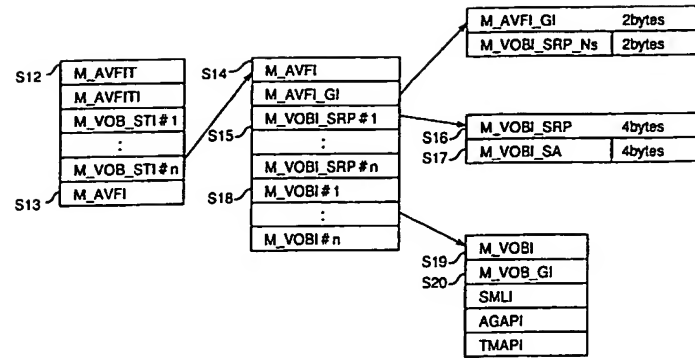 S12
M_AVFIT
M_AVFITI
M_VOB_STI#1
:
M_VOB_STI#n
S13
M_AVFI
S14
M_AVFI
M_AVFI_GI
S15
M_VOBI_SRP#1
:
M_VOBI_SRP#n
S18
M_VOBI#1
:
M_VOBI#n
M_AVFI_GI 2bytes
M_VOBI_SRP_Ns 2bytes
S16
M_VOBI_SRP 4bytes
S17
M_VOBI_SA 4bytes
M_VOBI
S19
M_VOB_GI
S20
SMLI
AGAPI
TMAPI